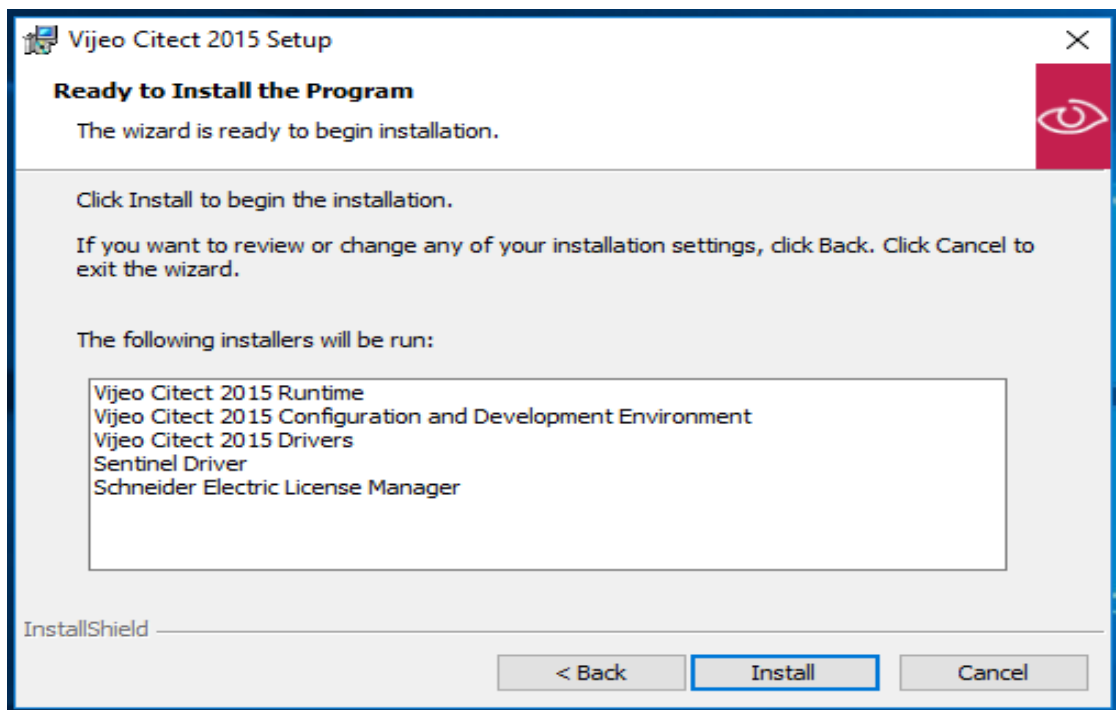 Vijeo Citect 2015 Setup
Ready to Install the Program
The wizard is ready to begin installation.
Click Install to begin the installation.
If you want to review or change any of your installation settings, click Back. Click Cancel to
exit the wizard.
The following installers will be run:
Vijeo Citect 2015 Runtime
Vijeo Citect 2015 Configuration and Development Environment
Vijeo Citect 2015 Drivers
Sentinel Driver
Schneider Electric License Manager
InstallShield
< Back
Install
Cancel